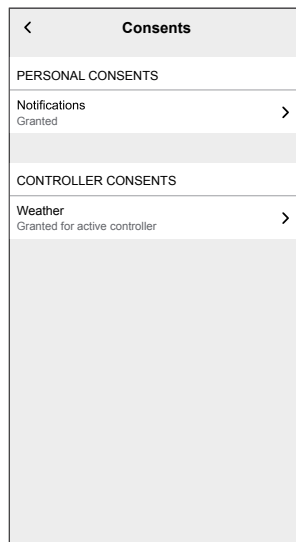 Consents
PERSONAL CONSENTS
Notifications
Granted
CONTROLLER CONSENTS
Weather
Granted for active controller